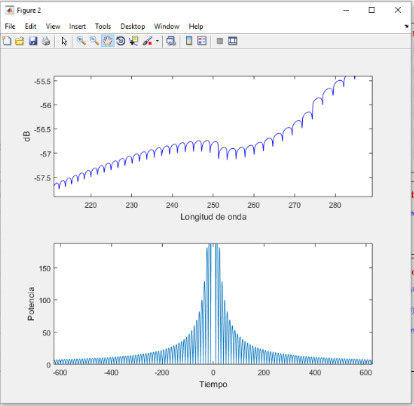 Figure 2
File Edit View Insert Tools Desktop Window Help
-55.5
-56
-56.5
-57
-57.5
dB
220 230 240 250 260 270 280
Longitud de onda
150
100
50
0
Potencia
-600 -400 -200 0 200 400 600
Tiempo